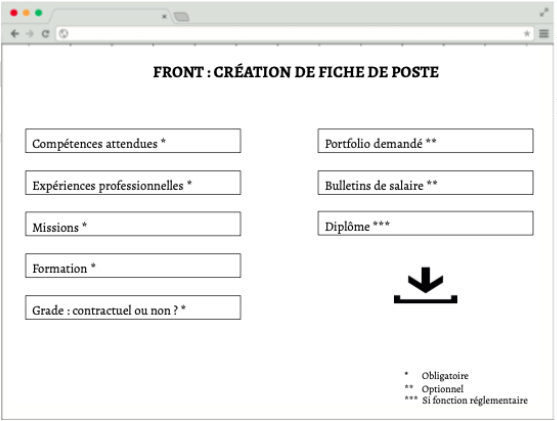 FRONT : CRÉATION DE FICHE DE POSTE
Compétences attendues *
Expériences professionnelles *
Missions *
Formation *
Grade : contractuel ou non ? *
Portfolio demandé **
Bulletins de salaire **
Diplôme ***
* Obligatoire
** Optionnel
*** Si fonction réglementaire